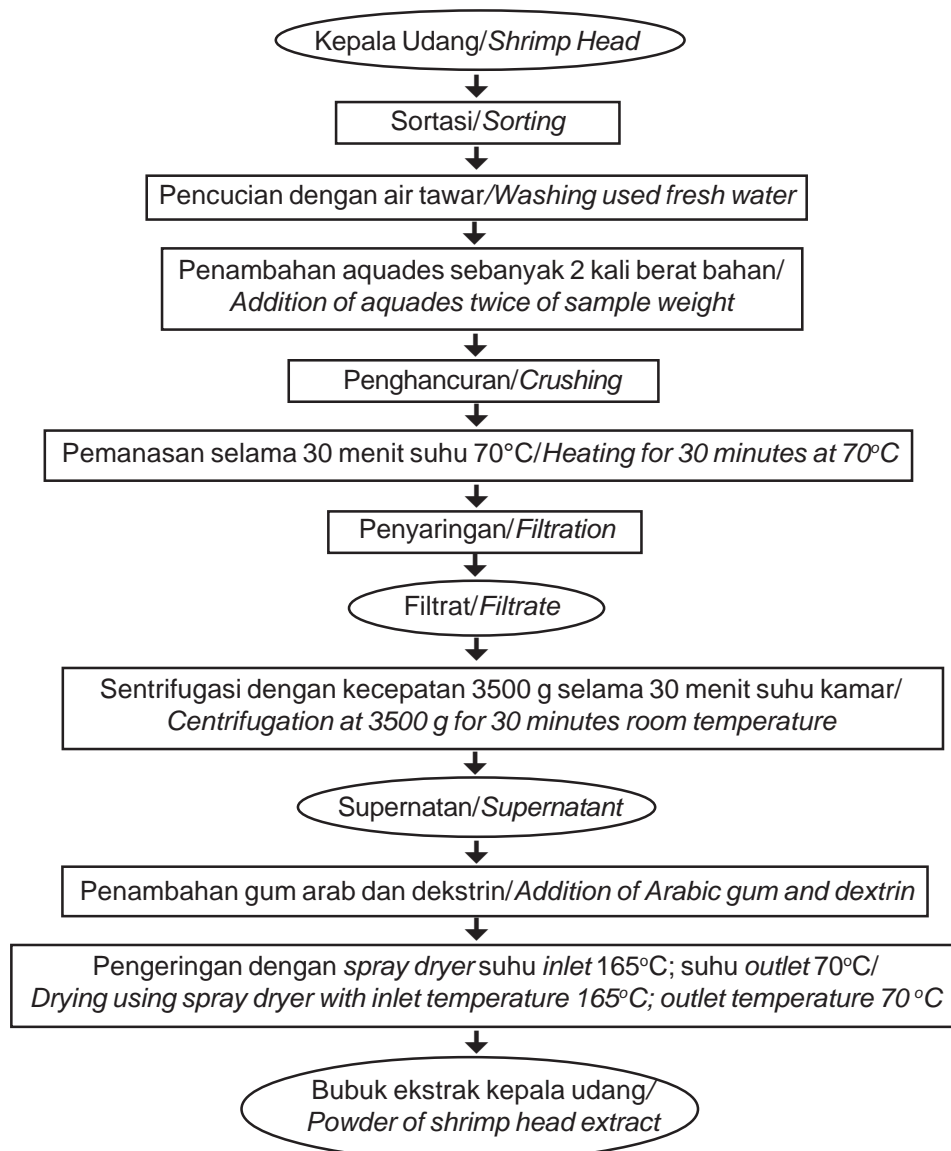 Kepala Udang/Shrimp Head
Sortasi/Sorting
Pencucian dengan air tawar/Washing used fresh water
Penambahan aquades sebanyak 2 kali berat bahan/
Addition of aquades twice of sample weight
Penghancuran/Crushing
Pemanasan selama 30 menit suhu 70°C/Heating for 30 minutes at 70°C
Penyaringan/Filtration
Filtrat/Filtrate
Sentrifugasi dengan kecepatan 3500 g selama 30 menit suhu kamar/
Centrifugation at 3500 g for 30 minutes room temperature
Supernatan/Supernatant
Penambahan gum arab dan dekstrin/Addition of Arabic gum and dextrin
Pengeringan dengan spray dryer suhu inlet 165°C; suhu outlet 70°C/
Drying using spray dryer with inlet temperature 165°C; outlet temperature 70 °C
Bubuk ekstrak kepala udang/
Powder of shrimp head extract